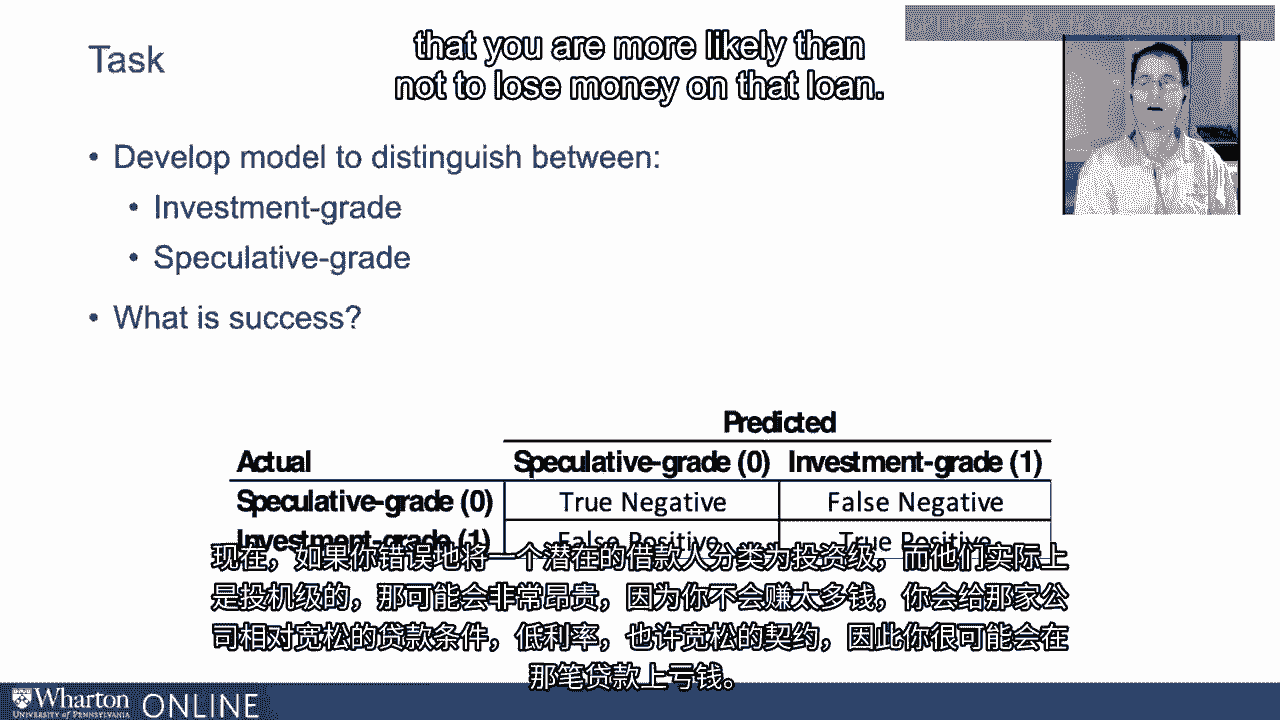 that you are more likely than
not to lose money on that loan.
Task
• Develop model to distinguish between:
• Investment-grade
• Speculative-grade
• What is success?
Predicted
Actual Speculative-grade (0) Investment-grade (1)
Speculative-grade (0) True Negative False Negative
Investment-grade (1) False Positive True Positive
现在，如果你错误地将一个潜在的借款人分类为投资级，而他们实际上
是投机级的，那可能会非常昂贵，因为你不会赚太多钱，你会给那家公
司相对宽松的贷款条件，低利率，也许宽松的契约，因此你很可能会在
那笔贷款上亏钱。
Wharton ONLINE
UNIVERSITY of PENNSYLVANIA